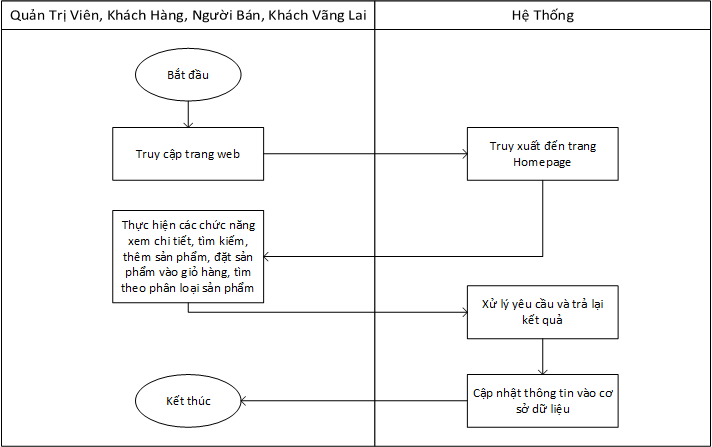 Quản Trị Viên, Khách Hàng, Người Bán, Khách Vãng Lai
Hệ Thống
Bắt đầu
Truy cập trang web
Truy xuất đến trang
Homepage
Thực hiện các chức năng
xem chi tiết, tìm kiếm,
thêm sản phẩm, đặt sản
phẩm vào giỏ hàng, tìm
theo phân loại sản phẩm
Xử lý yêu cầu và trả lại
kết quả
Cập nhật thông tin vào cơ
sở dữ liệu
Kết thúc